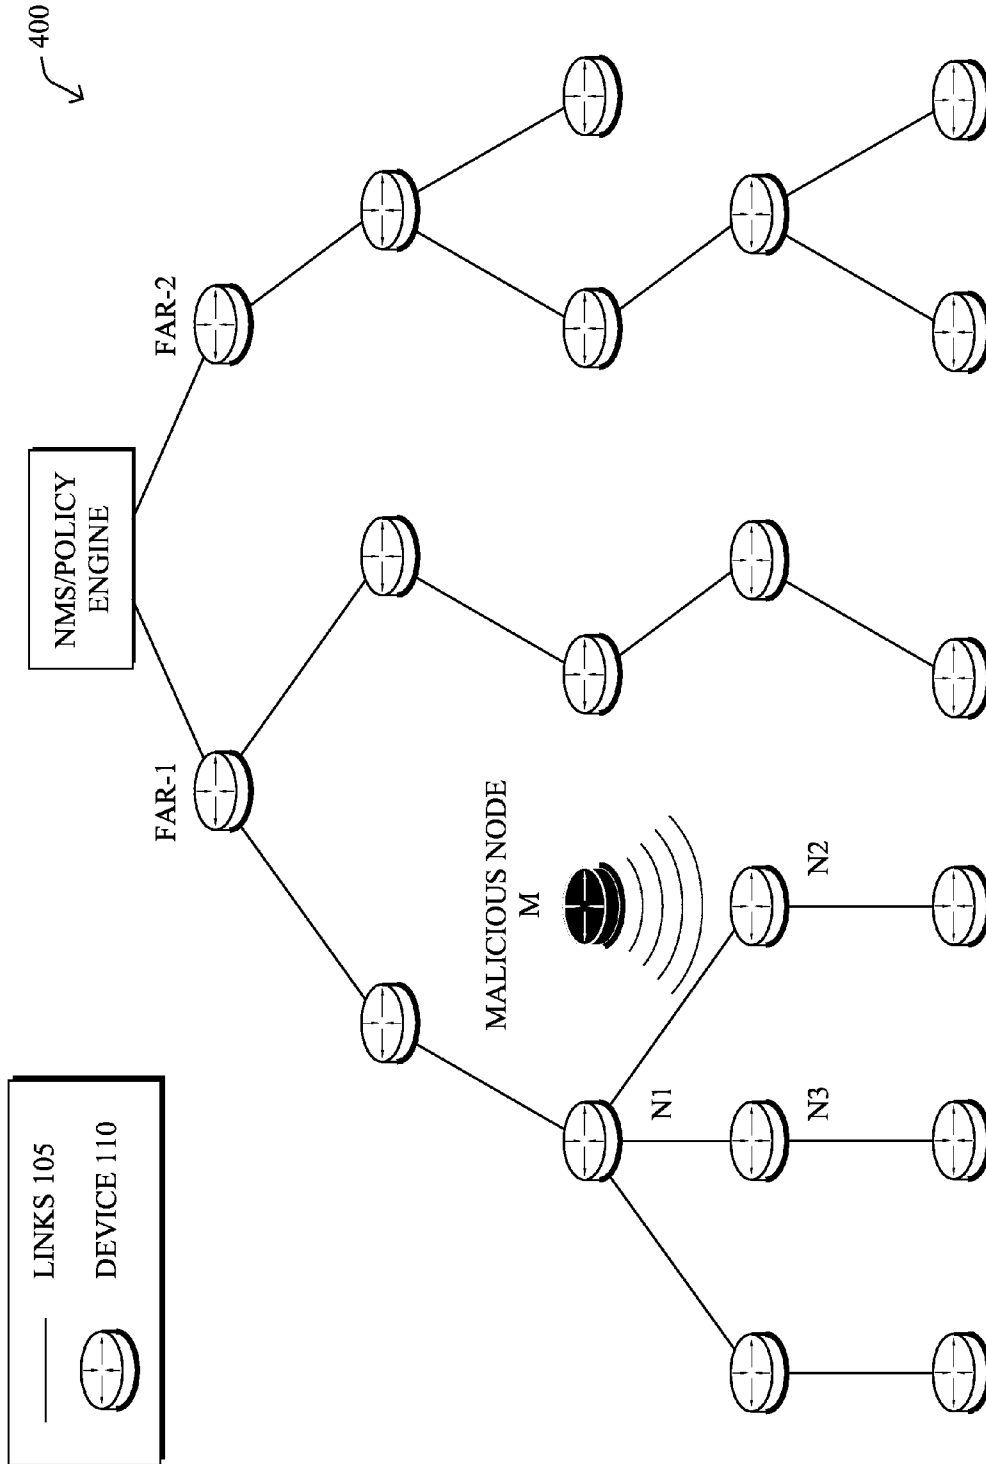 400
NMS/POLICY
ENGINE
FAR-1
FAR-2
MALICIOUS NODE
M
N1
N2
N3
LINKS 105
DEVICE 110